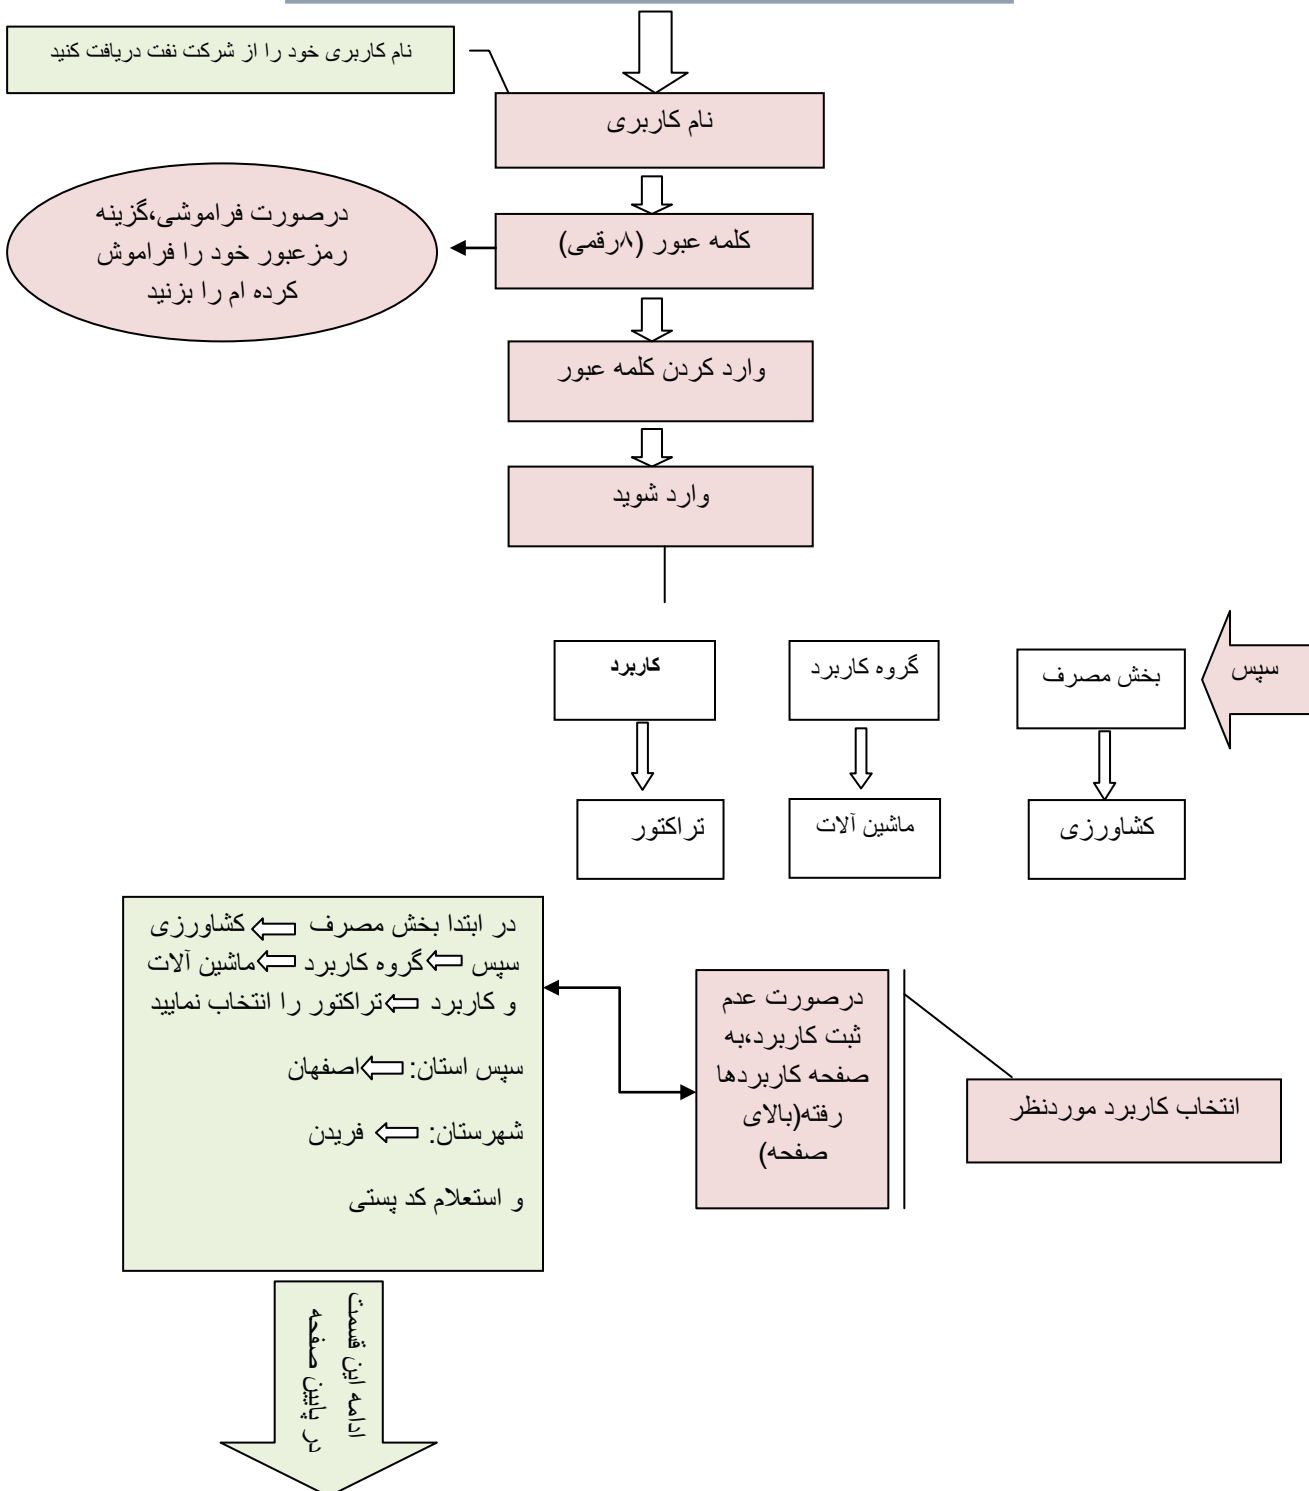 نام کاربری خود را از شرکت نفت دریافت کنید
نام کاربری
کلمه عبور (۸رقمی)
درصورت فراموشی،گزینه
رمزعبور خود را فراموش
کرده ام را بزنید
وارد کردن کلمه عبور
وارد شوید
سپس
بخش مصرف
گروه کاربرد
کاربرد
کشاورزی
ماشین آلات
تراکتور
انتخاب کاربرد موردنظر
درصورت عدم
ثبت کاربرد،به
صفحه کاربردها
رفته(بالای
صفحه)
در ابتدا بخش مصرف ⇐ کشاورزی
سپس ⇐گروه کاربرد ⇐ماشین آلات
و کاربرد ⇐تراکتور را انتخاب نمایید
سپس استان: ⇐اصفهان
شهرستان: ⇐ فریدن
و استعلام کد پستی
ادامه این قسمت
در پایین صفحه